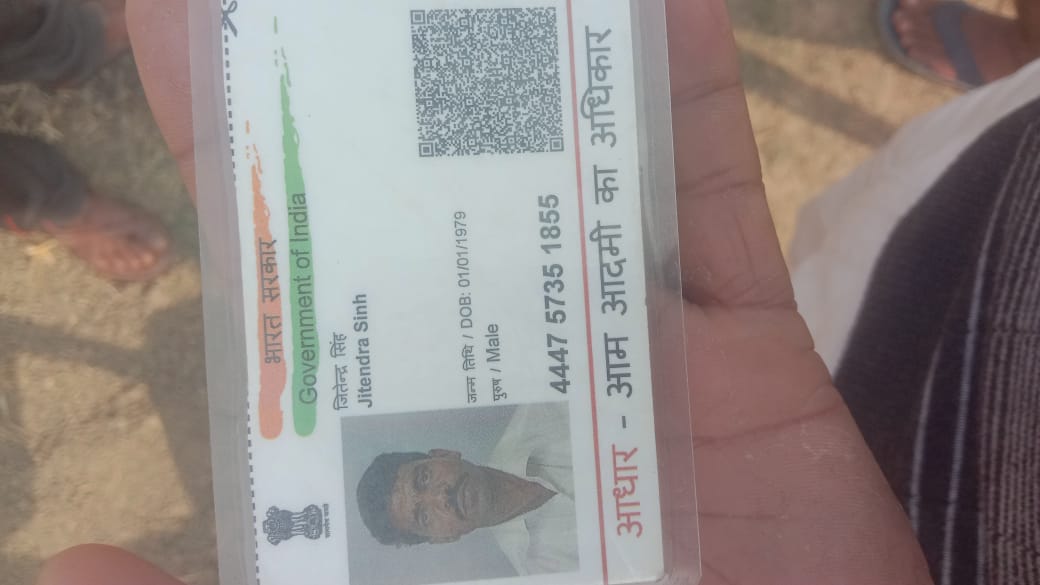 भारत सरकार
Government of India
जितेन्द्र सिंह
Jitendra Sinh
जन्म तिथि / DOB: 01/01/1979
पुरुष / Male
4447 5735 1855
आधार - आम आदमी का अधिकार